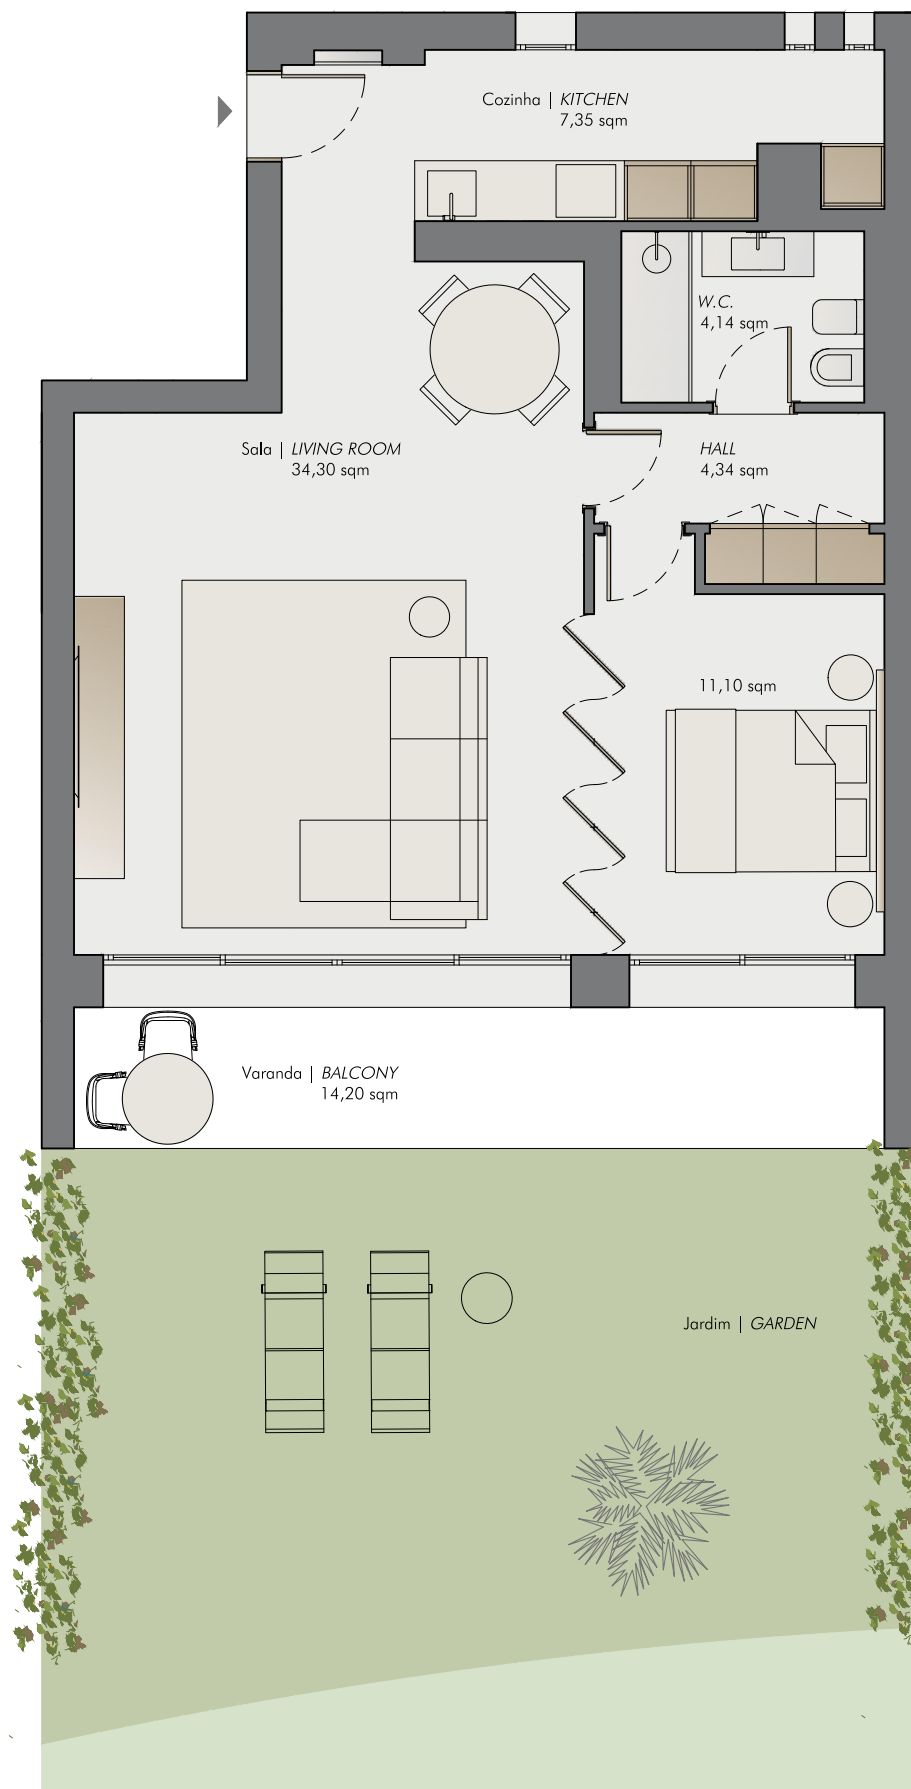 Cozinha | KITCHEN
7,35 sqm
W.C.
4,14 sqm
Sala | LIVING ROOM
34,30 sqm
HALL
4,34 sqm
11,10 sqm
Varanda | BALCONY
14,20 sqm
Jardim | GARDEN